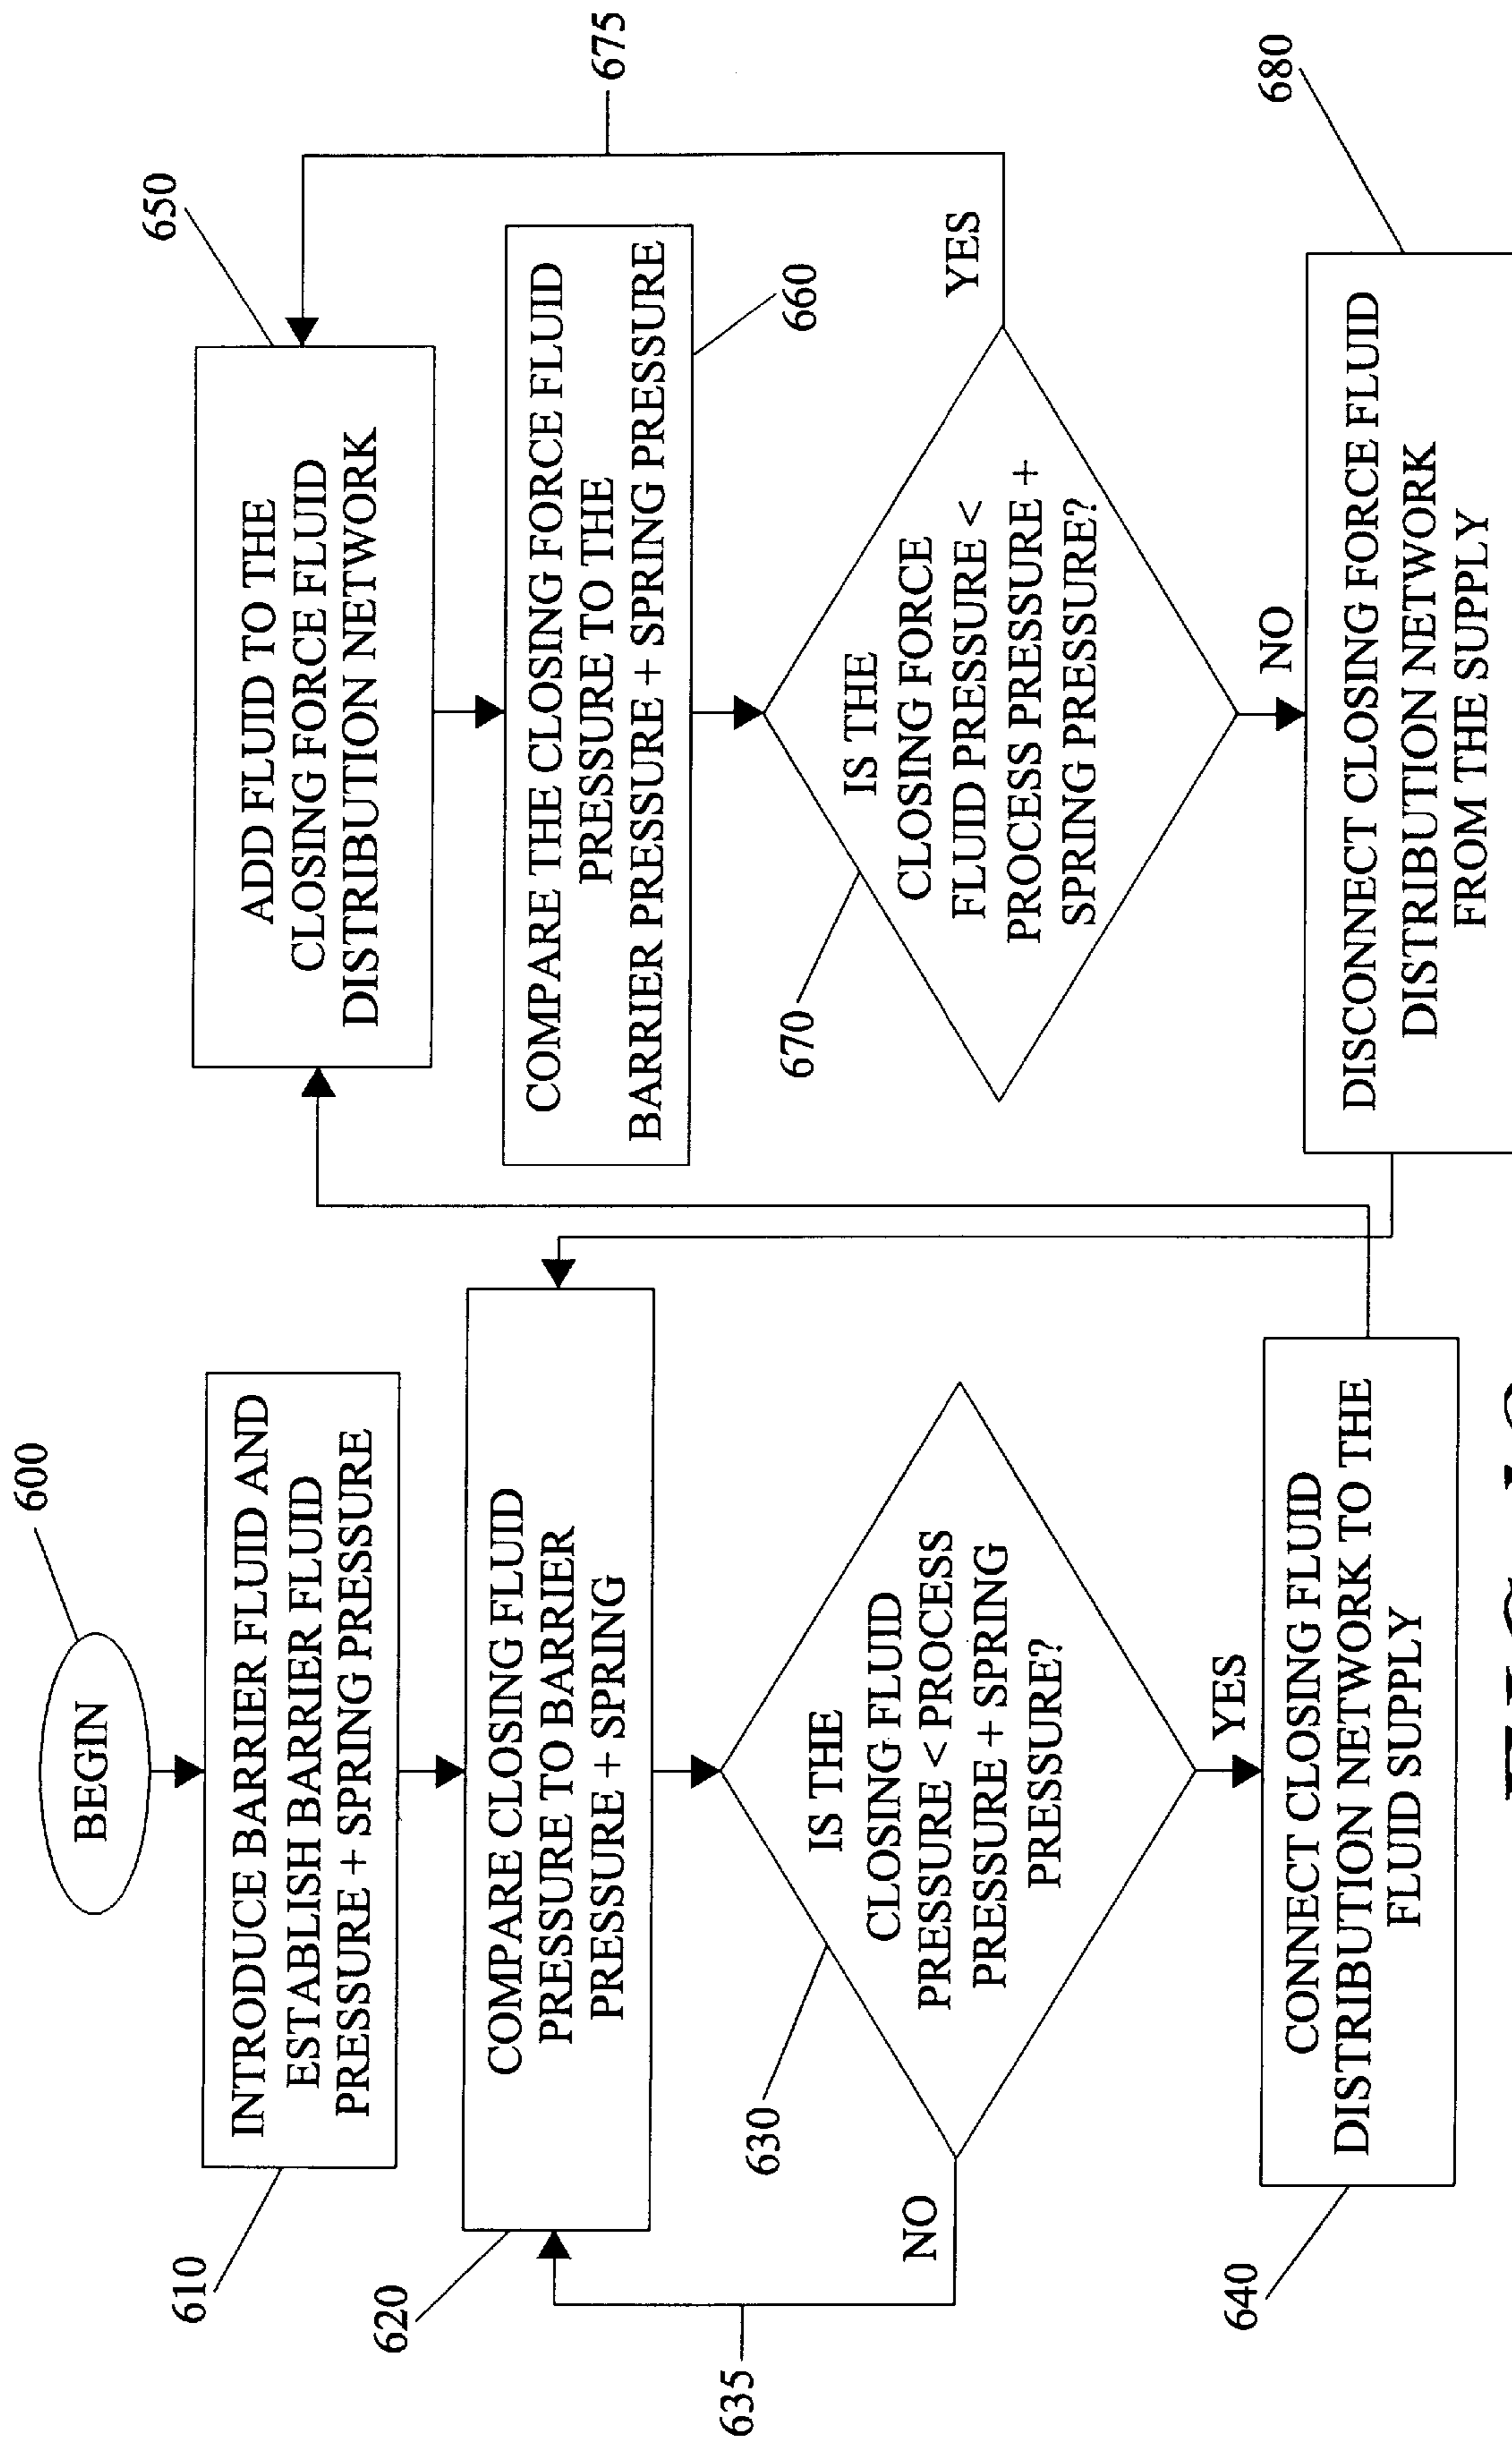 600
BEGIN
610
INTRODUCE BARRIER FLUID AND
ESTABLISH BARRIER FLUID
PRESSURE + SPRING PRESSURE
620
COMPARE CLOSING FLUID
PRESSURE TO BARRIER
PRESSURE + SPRING
630
IS THE
CLOSING FLUID
PRESSURE < PROCESS
PRESSURE + SPRING
PRESSURE?
NO
635
YES
640
CONNECT CLOSING FLUID
DISTRIBUTION NETWORK TO THE
FLUID SUPPLY
650
ADD FLUID TO THE
CLOSING FORCE FLUID
DISTRIBUTION NETWORK
COMPARE THE CLOSING FORCE FLUID
PRESSURE TO THE
BARRIER PRESSURE + SPRING PRESSURE
660
670
IS THE
CLOSING FORCE
FLUID PRESSURE <
PROCESS PRESSURE +
SPRING PRESSURE?
YES
675
NO
680
DISCONNECT CLOSING FORCE FLUID
DISTRIBUTION NETWORK
FROM THE SUPPLY